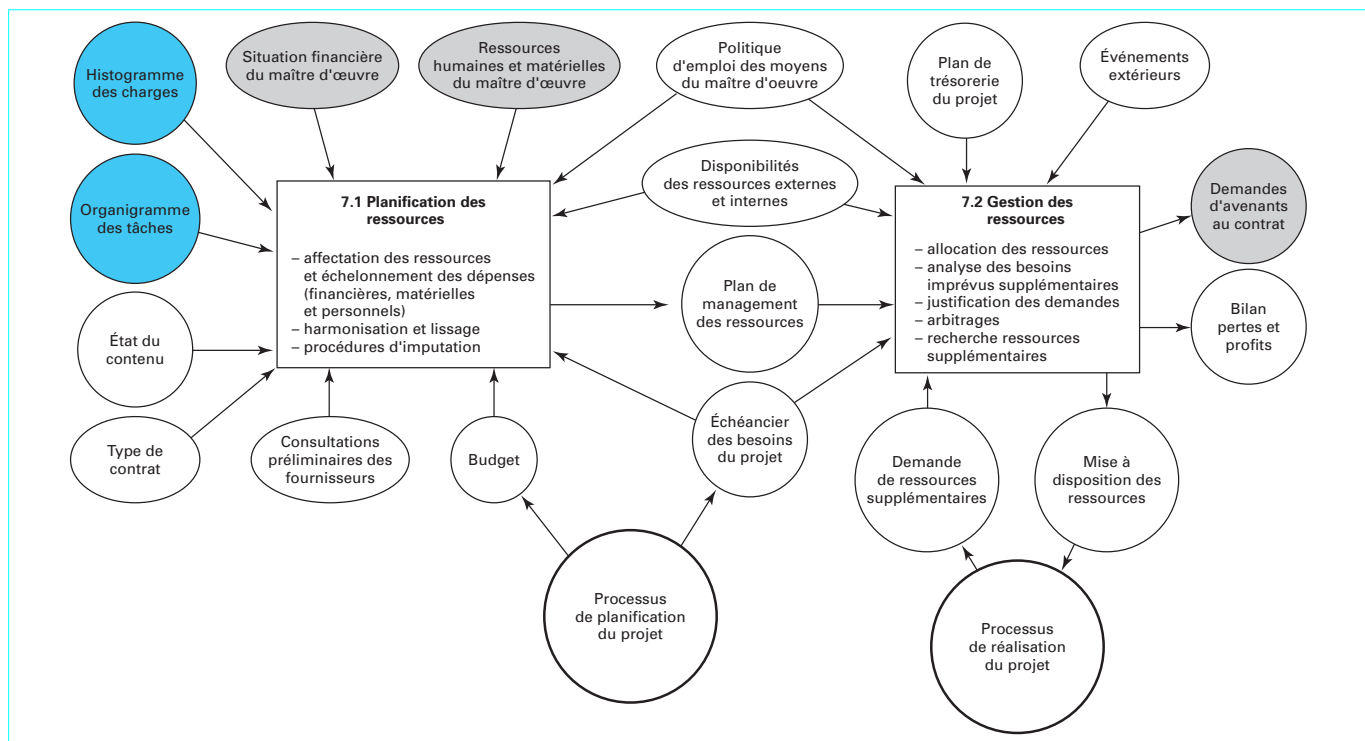 Histogramme
des charges
Situation financière
du maître d'œuvre
Ressources
humaines et matérielles
du maître d'œuvre
Politique
d'emploi des moyens
du maître d'oeuvre
Plan de
trésorerie
du projet
Événements
extérieurs
Organigramme
des tâches
7.1 Planification des
ressources
– affectation des ressources
et échelonnement des dépenses
(financières, matérielles
et personnels)
– harmonisation et lissage
– procédures d'imputation
Disponibilités
des ressources externes
et internes
7.2 Gestion des
ressources
– allocation des ressources
– analyse des besoins
imprévus supplémentaires
– justification des demandes
– arbitrages
– recherche ressources
supplémentaires
Demandes
d'avenants
au contrat
Plan de
management
des ressources
Bilan
pertes et
profits
État du
contenu
Type de
contrat
Consultations
préliminaires des
fournisseurs
Budget
Échéancier
des besoins
du projet
Demande
de ressources
supplémentaires
Mise à
disposition des
ressources
Processus
de planification
du projet
Processus
de réalisation
du projet